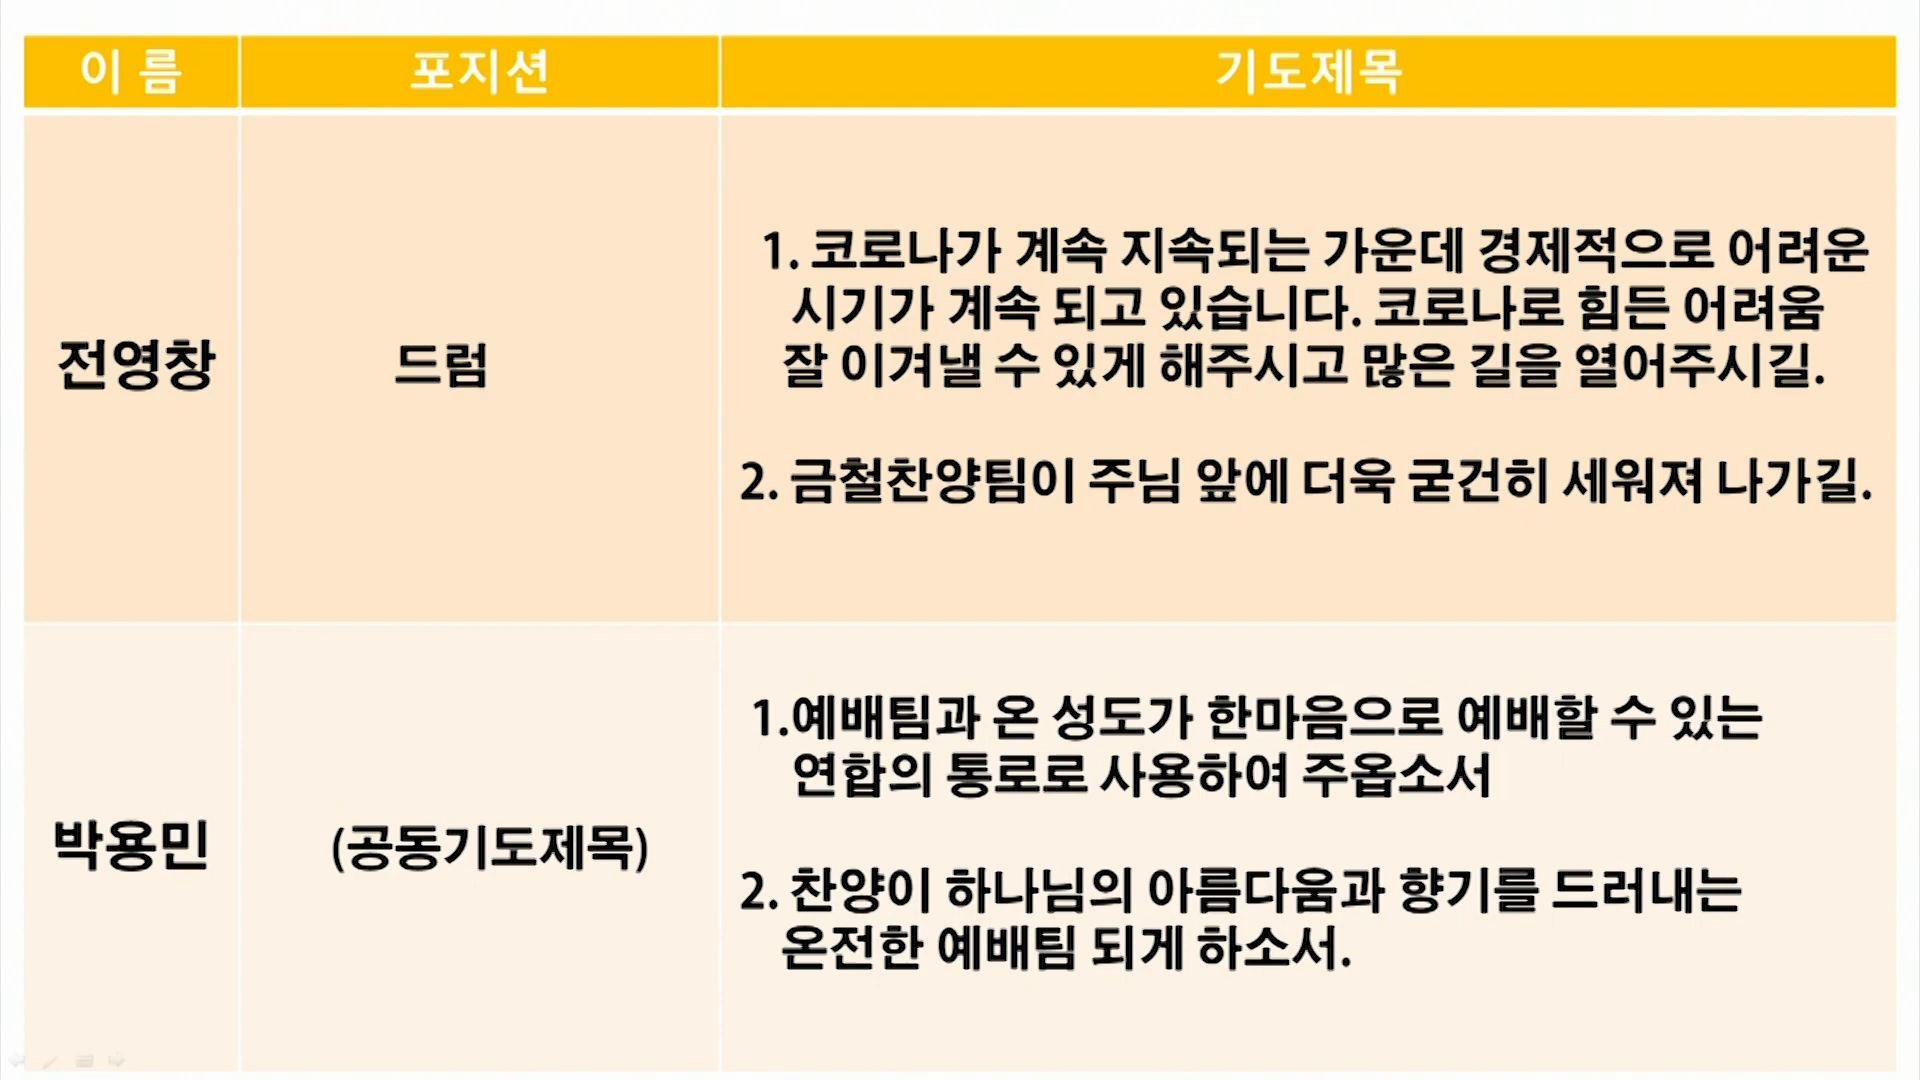 이 름 포지션 기도제목
1. 코로나가 계속 지속되는 가운데 경제적으로 어려운
시기가 계속 되고 있습니다. 코로나로 힘든 어려움
전영창 드럼 잘 이겨낼 수 있게 해주시고 많은 길을 열어주시길.
2. 금철찬양팀이 주님 앞에 더욱 굳건히 세워져 나가길.
1.예배팀과 온 성도가 한마음으로 예배할 수 있는
연합의 통로로 사용하여 주옵소서
박용민 (공동기도제목)
2. 찬양이 하나님의 아름다움과 향기를 드러내는
온전한 예배팀 되게 하소서.